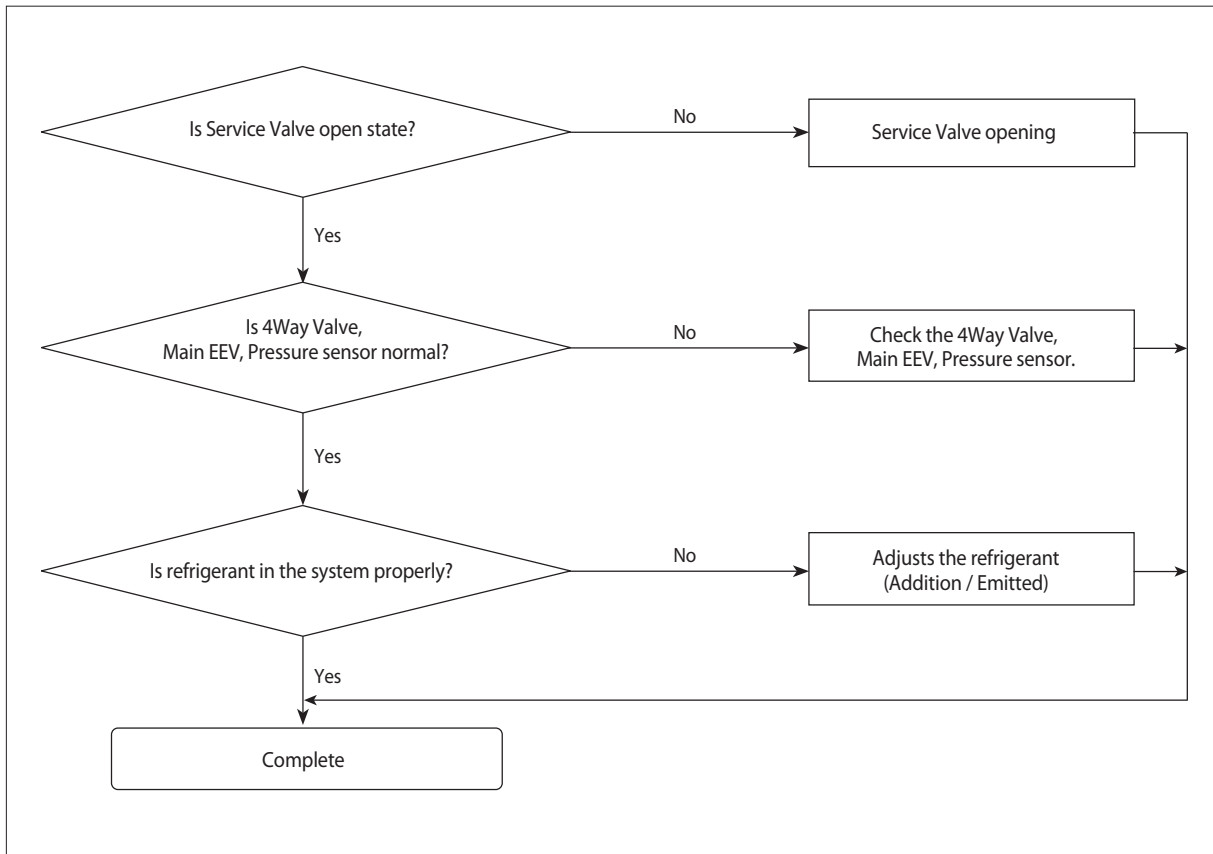 Is Service Valve open state?
No
Service Valve opening
Yes
Is 4Way Valve,
Main EEV, Pressure sensor normal?
No
Check the 4Way Valve,
Main EEV, Pressure sensor.
Yes
Is refrigerant in the system properly?
No
Adjusts the refrigerant
(Addition / Emitted)
Yes
Complete